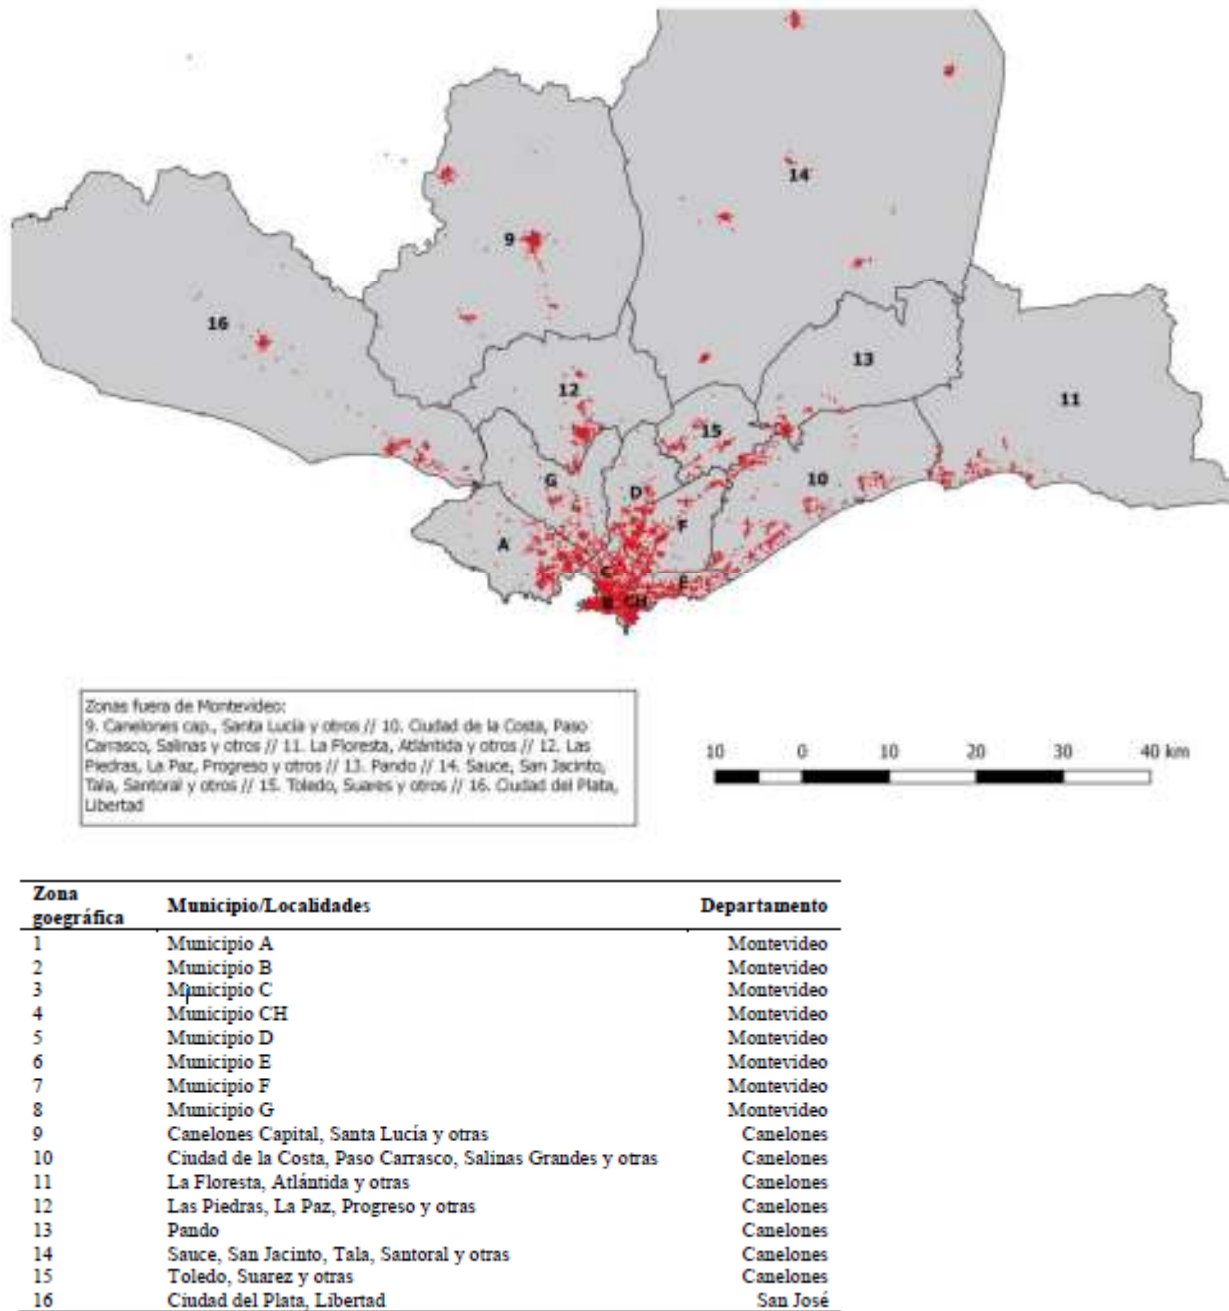 14
9
16
13
12
11
15
10
G
D
F
A
C
E
B CH
Zonas fuera de Montevideo:
9. Canelones cap., Santa Lucía y otros // 10. Ciudad de la Costa, Paso
Carrasco, Salinas y otros // 11. La Floresta, Atlántida y otros // 12. Las
Piedras, La Paz, Progreso y otros // 13. Pando // 14. Sauce, San Jacinto,
Tala, Santoral y otros // 15. Toledo, Suares y otros // 16. Ciudad del Plata,
Libertad
10 0 10 20 30 40 km
Zona goegráfica Municipio/Localidades Departamento
1 Municipio A Montevideo
2 Municipio B Montevideo
3 Municipio C Montevideo
4 Municipio CH Montevideo
5 Municipio D Montevideo
6 Municipio E Montevideo
7 Municipio F Montevideo
8 Municipio G Montevideo
9 Canelones Capital, Santa Lucía y otras Canelones
10 Ciudad de la Costa, Paso Carrasco, Salinas Grandes y otras Canelones
11 La Floresta, Atlántida y otras Canelones
12 Las Piedras, La Paz, Progreso y otras Canelones
13 Pando Canelones
14 Sauce, San Jacinto, Tala, Santoral y otras Canelones
15 Toledo, Suarez y otras Canelones
16 Ciudad del Plata, Libertad San José